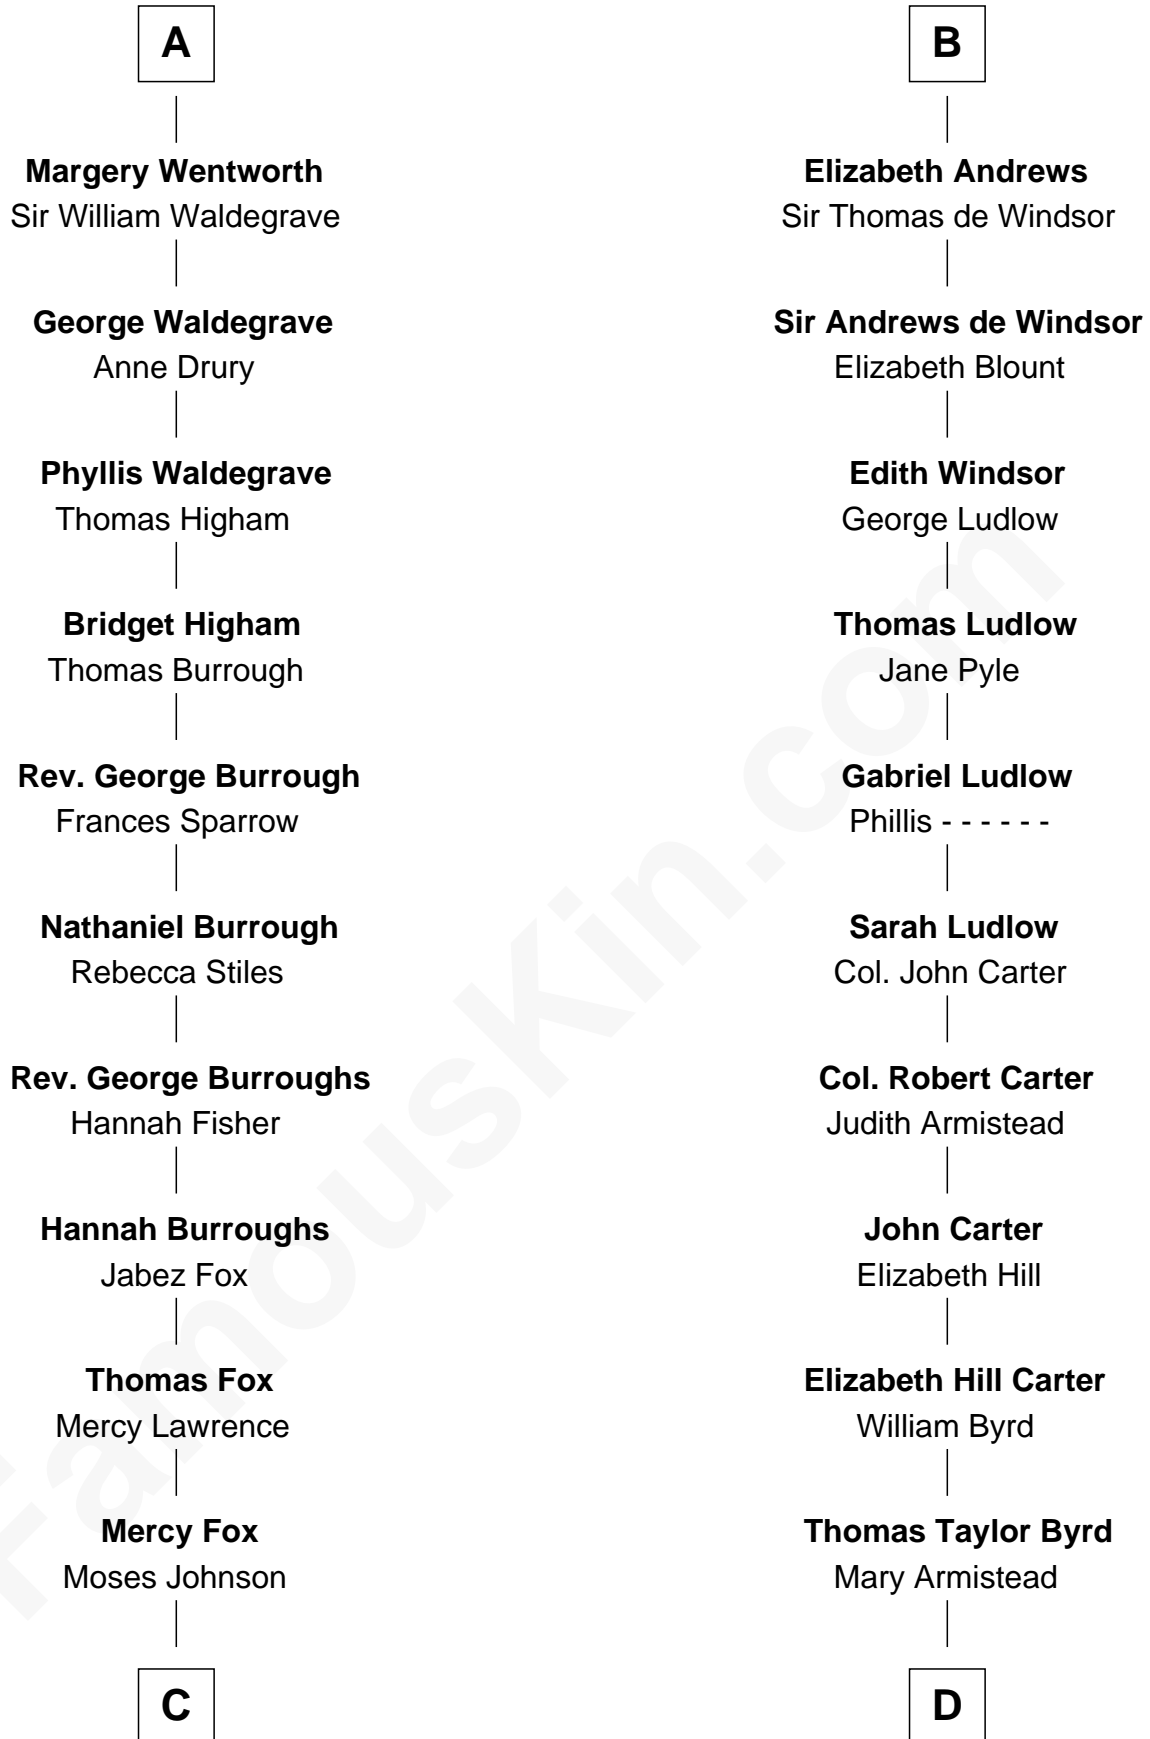 A
Margery Wentworth
Sir William Waldegrave
George Waldegrave
Anne Drury
Phyllis Waldegrave
Thomas Higham
Bridget Higham
Thomas Burrough
Rev. George Burrough
Frances Sparrow
Nathaniel Burrough
Rebecca Stiles
Rev. George Burroughs
Hannah Fisher
Hannah Burroughs
Jabez Fox
Thomas Fox
Mercy Lawrence
Mercy Fox
Moses Johnson
C
B
Elizabeth Andrews
Sir Thomas de Windsor
Sir Andrews de Windsor
Elizabeth Blount
Edith Windsor
George Ludlow
Thomas Ludlow
Jane Pyle
Gabriel Ludlow
Phillis - - - - - -
Sarah Ludlow
Col. John Carter
Col. Robert Carter
Judith Armistead
John Carter
Elizabeth Hill
Elizabeth Hill Carter
William Byrd
Thomas Taylor Byrd
Mary Armistead
D
FamousKin.com